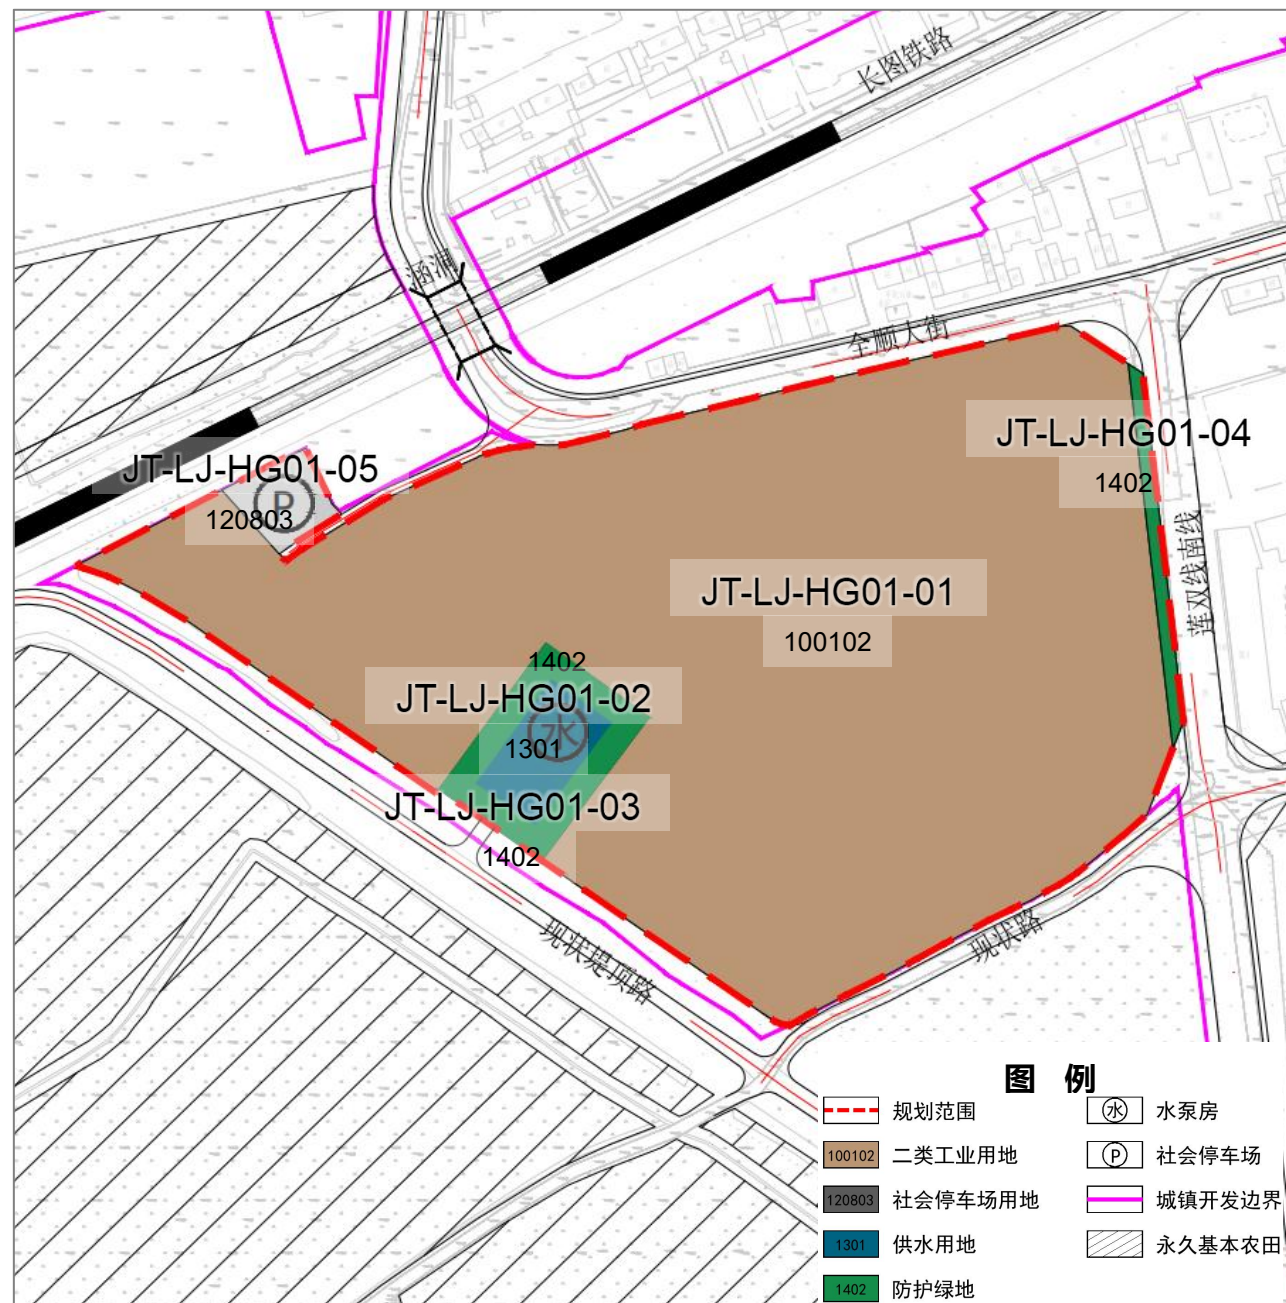 长图铁路
涵洞
全顺大街
JT-LJ-HG01-04
1402
JT-LJ-HG01-05
P
120803
莲双线南线
JT-LJ-HG01-01
100102
1402
JT-LJ-HG01-02
水
1301
JT-LJ-HG01-03
1402
现状堤顶路
现状路
图 例
规划范围
水 水泵房
100102 二类工业用地
P 社会停车场
120803 社会停车场用地
城镇开发边界
1301 供水用地
永久基本农田
1402 防护绿地